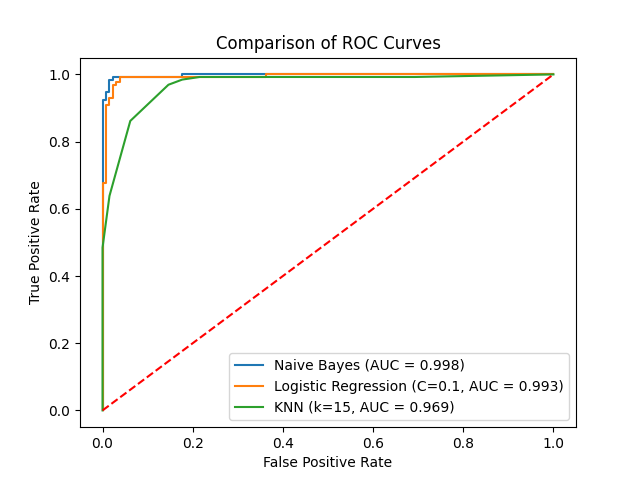 Comparison of ROC Curves
True Positive Rate
1.0
0.8
0.6
0.4
0.2
0.0
Naive Bayes (AUC = 0.998)
Logistic Regression (C=0.1, AUC = 0.993)
KNN (k=15, AUC = 0.969)
0.0 0.2 0.4 0.6 0.8 1.0
False Positive Rate